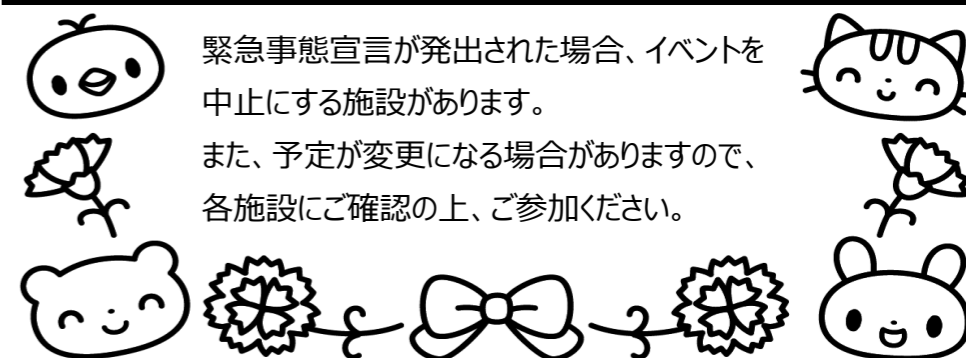 緊急事態宣言が発出された場合、イベントを
中止にする施設があります。
また、予定が変更になる場合がありますので、
各施設にご確認の上、ご参加ください。